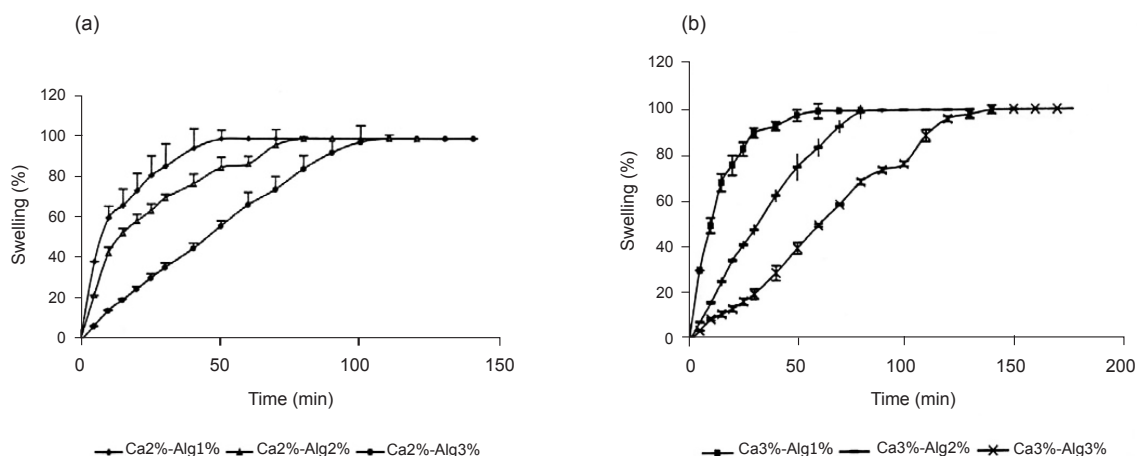 (a)
120
100
80
60
40
20
0
Swelling (%)
0 50 100 150
Time (min)
Ca2%-Alg1% Ca2%-Alg2% Ca2%-Alg3%
(b)
120
100
80
60
40
20
0
Swelling (%)
0 50 100 150 200
Time (min)
Ca3%-Alg1% Ca3%-Alg2% Ca3%-Alg3%